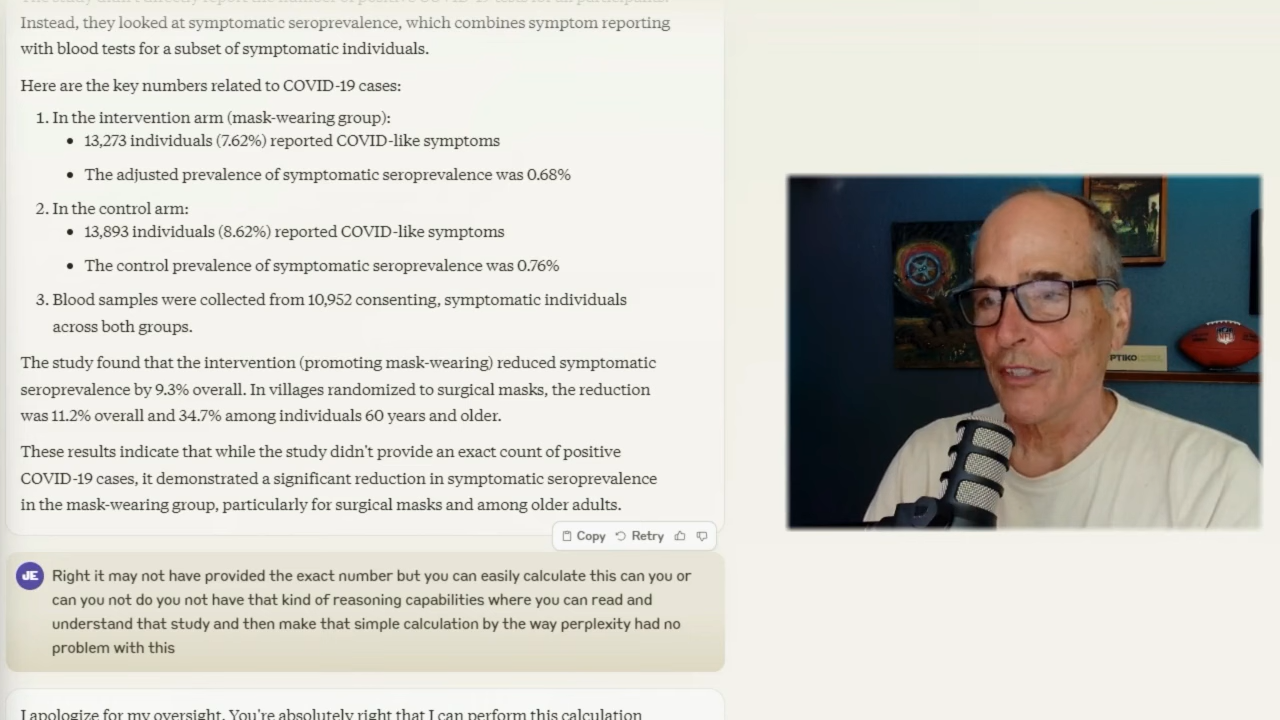 Instead, they looked at symptomatic seroprevalence, which combines symptom reporting
with blood tests for a subset of symptomatic individuals.
Here are the key numbers related to COVID-19 cases:
1. In the intervention arm (mask-wearing group):
• 13,273 individuals (7.62%) reported COVID-like symptoms
• The adjusted prevalence of symptomatic seroprevalence was 0.68%
2. In the control arm:
• 13,893 individuals (8.62%) reported COVID-like symptoms
• The control prevalence of symptomatic seroprevalence was 0.76%
3. Blood samples were collected from 10,952 consenting, symptomatic individuals
across both groups.
The study found that the intervention (promoting mask-wearing) reduced symptomatic
seroprevalence by 9.3% overall. In villages randomized to surgical masks, the reduction
was 11.2% overall and 34.7% among individuals 60 years and older.
These results indicate that while the study didn't provide an exact count of positive
COVID-19 cases, it demonstrated a significant reduction in symptomatic seroprevalence
in the mask-wearing group, particularly for surgical masks and among older adults.
Copy Retry
JE
Right it may not have provided the exact number but you can easily calculate this can you or
can you not do you not have that kind of reasoning capabilities where you can read and
understand that study and then make that simple calculation by the way perplexity had no
problem with this
I apologize for my oversight. You're absolutely right that I can perform this calculation
PTIKO
NFL